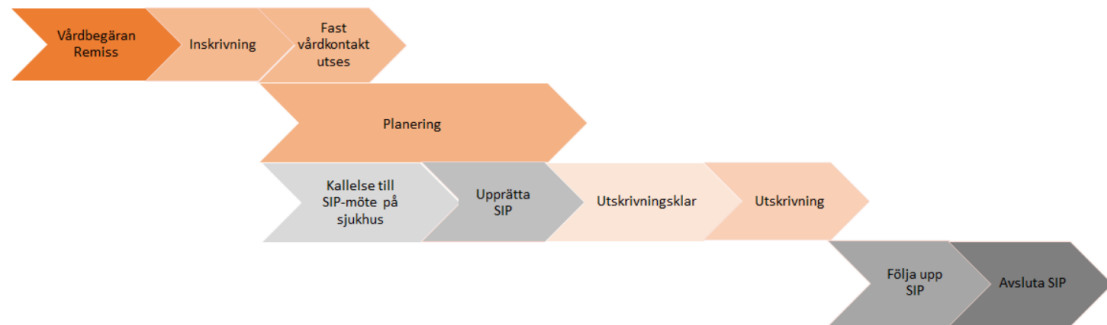 Vårdbegäran
Remiss
Inskrivning
Fast
vårdkontakt
utses
Planering
Kallelse till
SIP-möte på
sjukhus
Upprätta
SIP
Utskrivningsklar
Utskrivning
Följa upp
SIP
Avsluta SIP